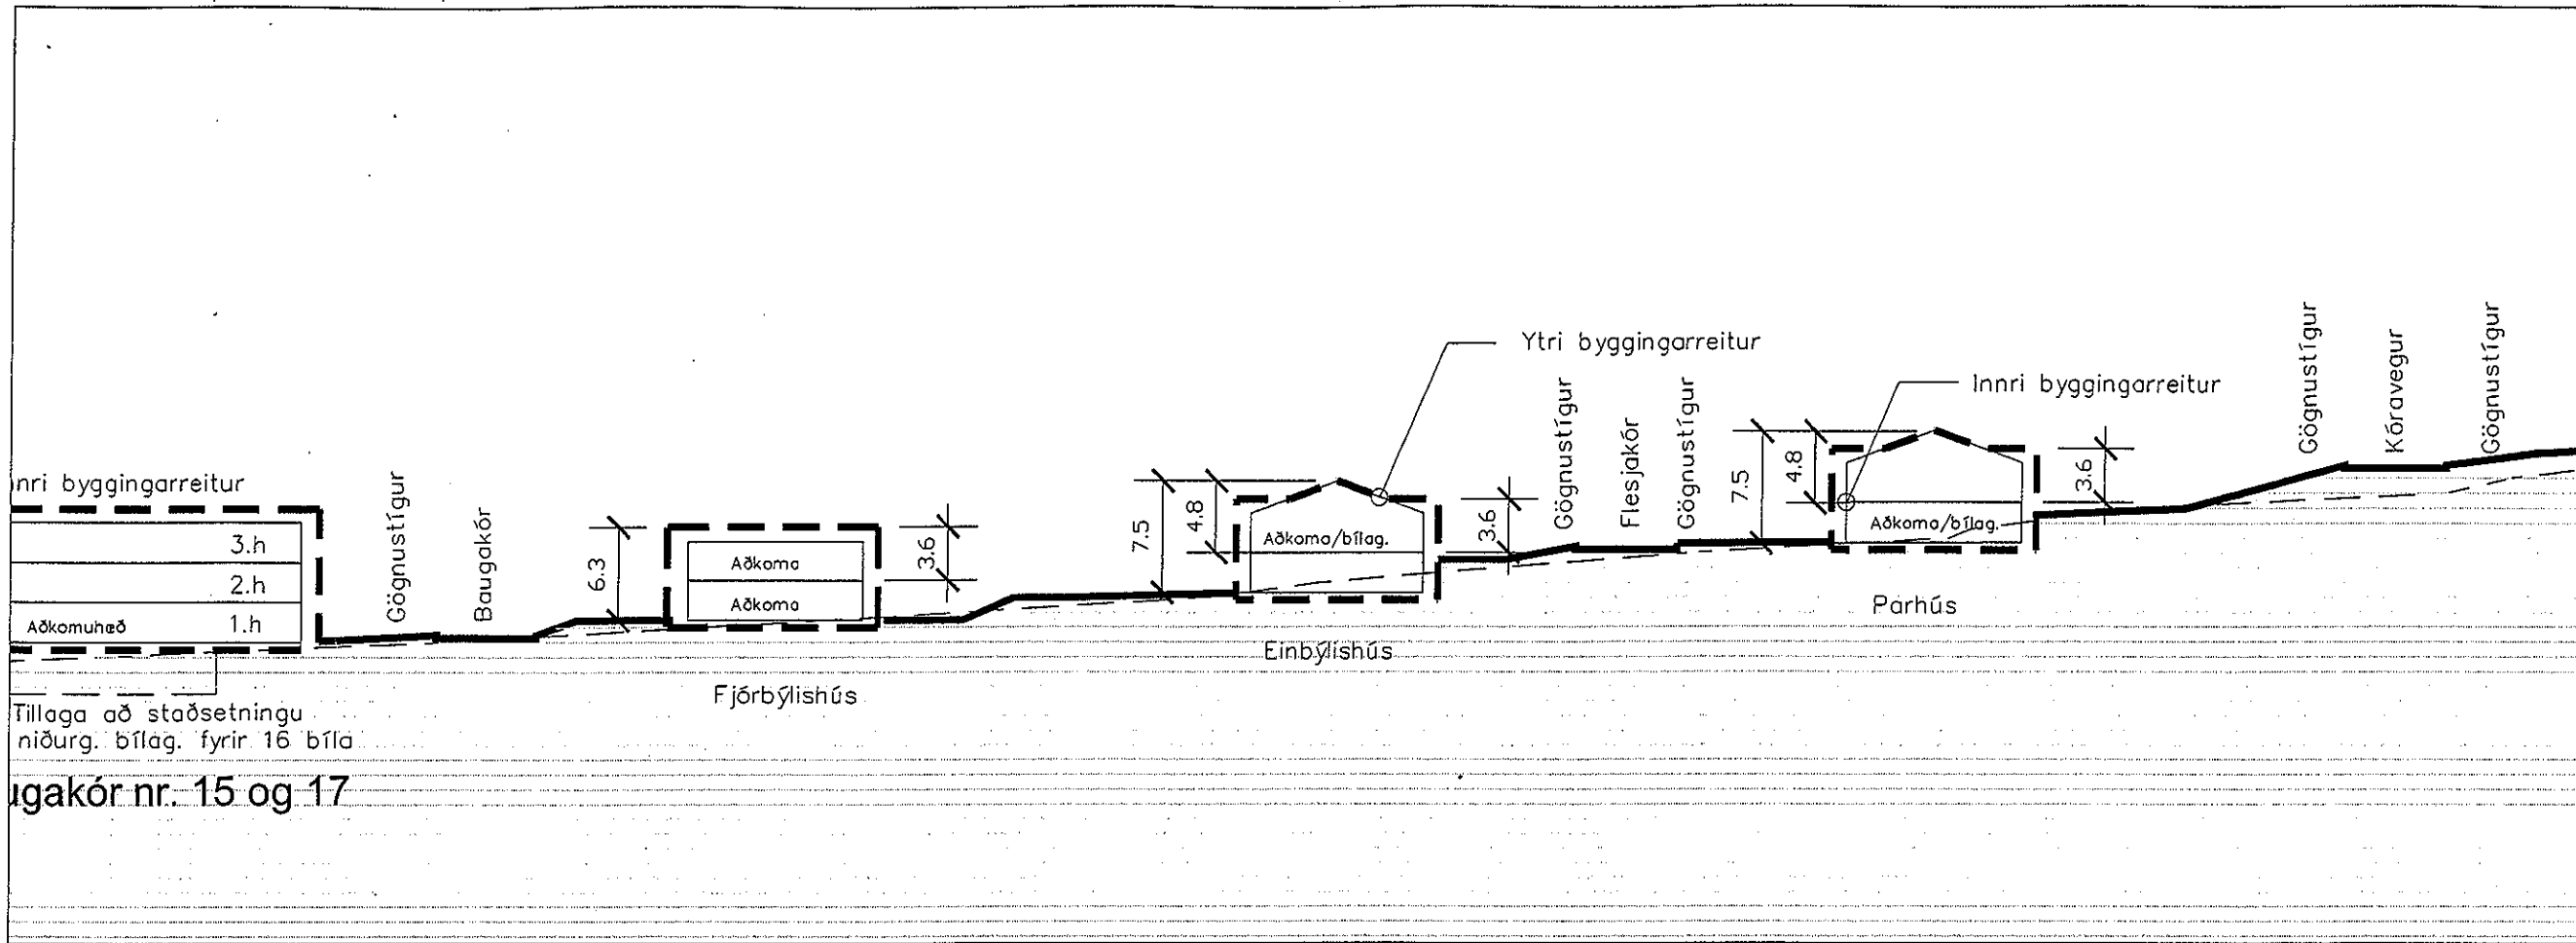 nri byggingarreitur
3.h
2.h
Aðkomuhæð 1.h
Tillaga að staðsetningu
niðurg. bílag. fyrir 16 bíla
ugakór nr. 15 og 17
Gögnustígur
Baugakór
6.3
Aðkoma
Aðkoma
3.6
Fjórbýlishús
7.5
4.8
Aðkoma/bílag.
3.6
Einbýlishús
Ytri byggingarreitur
Gögnustígur
Flesjakór
Gögnustígur
7.5
4.8
Aðkoma/bílag.
3.6
Innri byggingarreitur
Parhús
Gögnustígur
Kóravegur
Gögnustígur